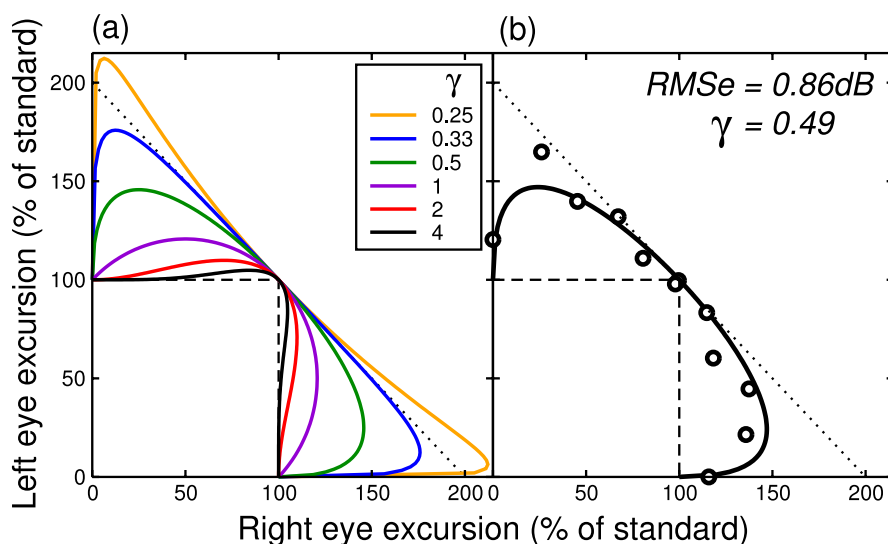 (a)
(b)
Left eye excursion (% of standard)
200
150
100
50
0
γ
0.25
0.33
0.5
1
2
4
RMSe = 0.86dB
γ = 0.49
0 50 100 150 200 0 50 100 150 200
Right eye excursion (% of standard)